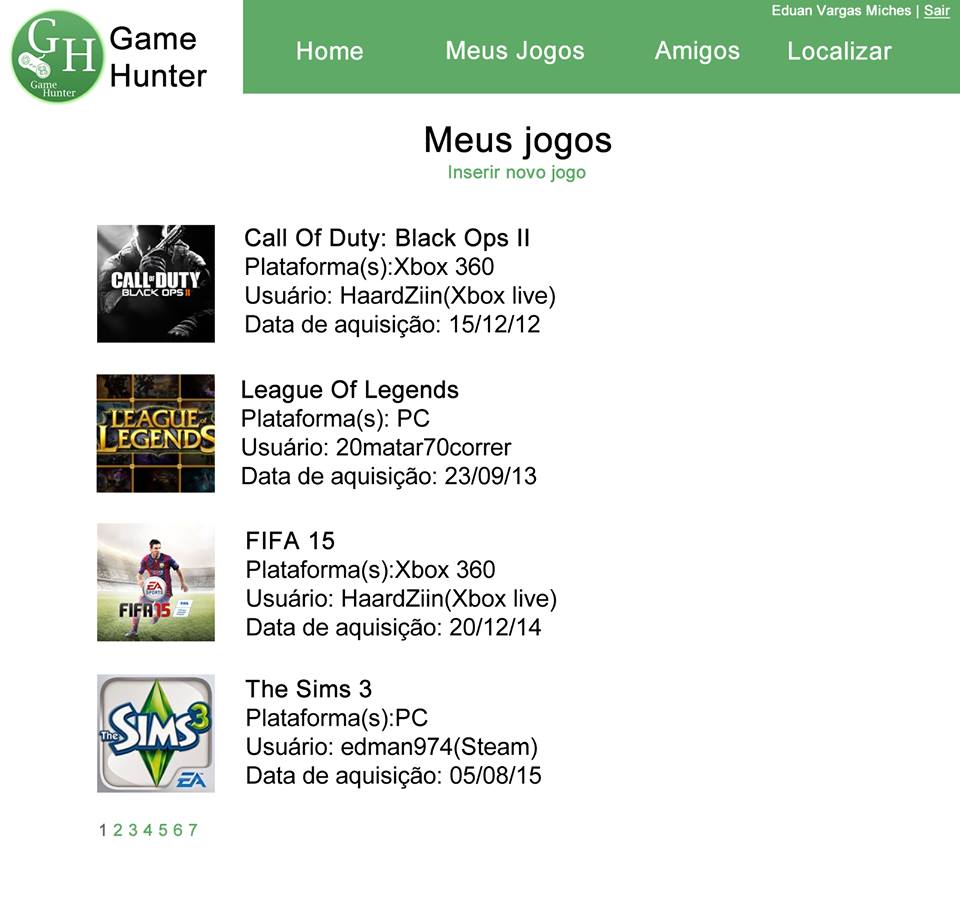 Eduan Vargas Miches | Sair
GH
Game
Hunter
Game
Hunter
Home
Meus Jogos
Amigos
Localizar
Meus jogos
Inserir novo jogo
CALL OF DUTY
BLACK OPS II
Call Of Duty: Black Ops II
Plataforma(s):Xbox 360
Usuário: HaardZiin(Xbox live)
Data de aquisição: 15/12/12
LEAGUE of
LEGENDS
League Of Legends
Plataforma(s): PC
Usuário: 20matar70correr
Data de aquisição: 23/09/13
EA
SPORTS
FIFA 15
FIFA 15
Plataforma(s):Xbox 360
Usuário: HaardZiin(Xbox live)
Data de aquisição: 20/12/14
The SIMS 3
EA
The Sims 3
Plataforma(s):PC
Usuário: edman974(Steam)
Data de aquisição: 05/08/15
1 2 3 4 5 6 7